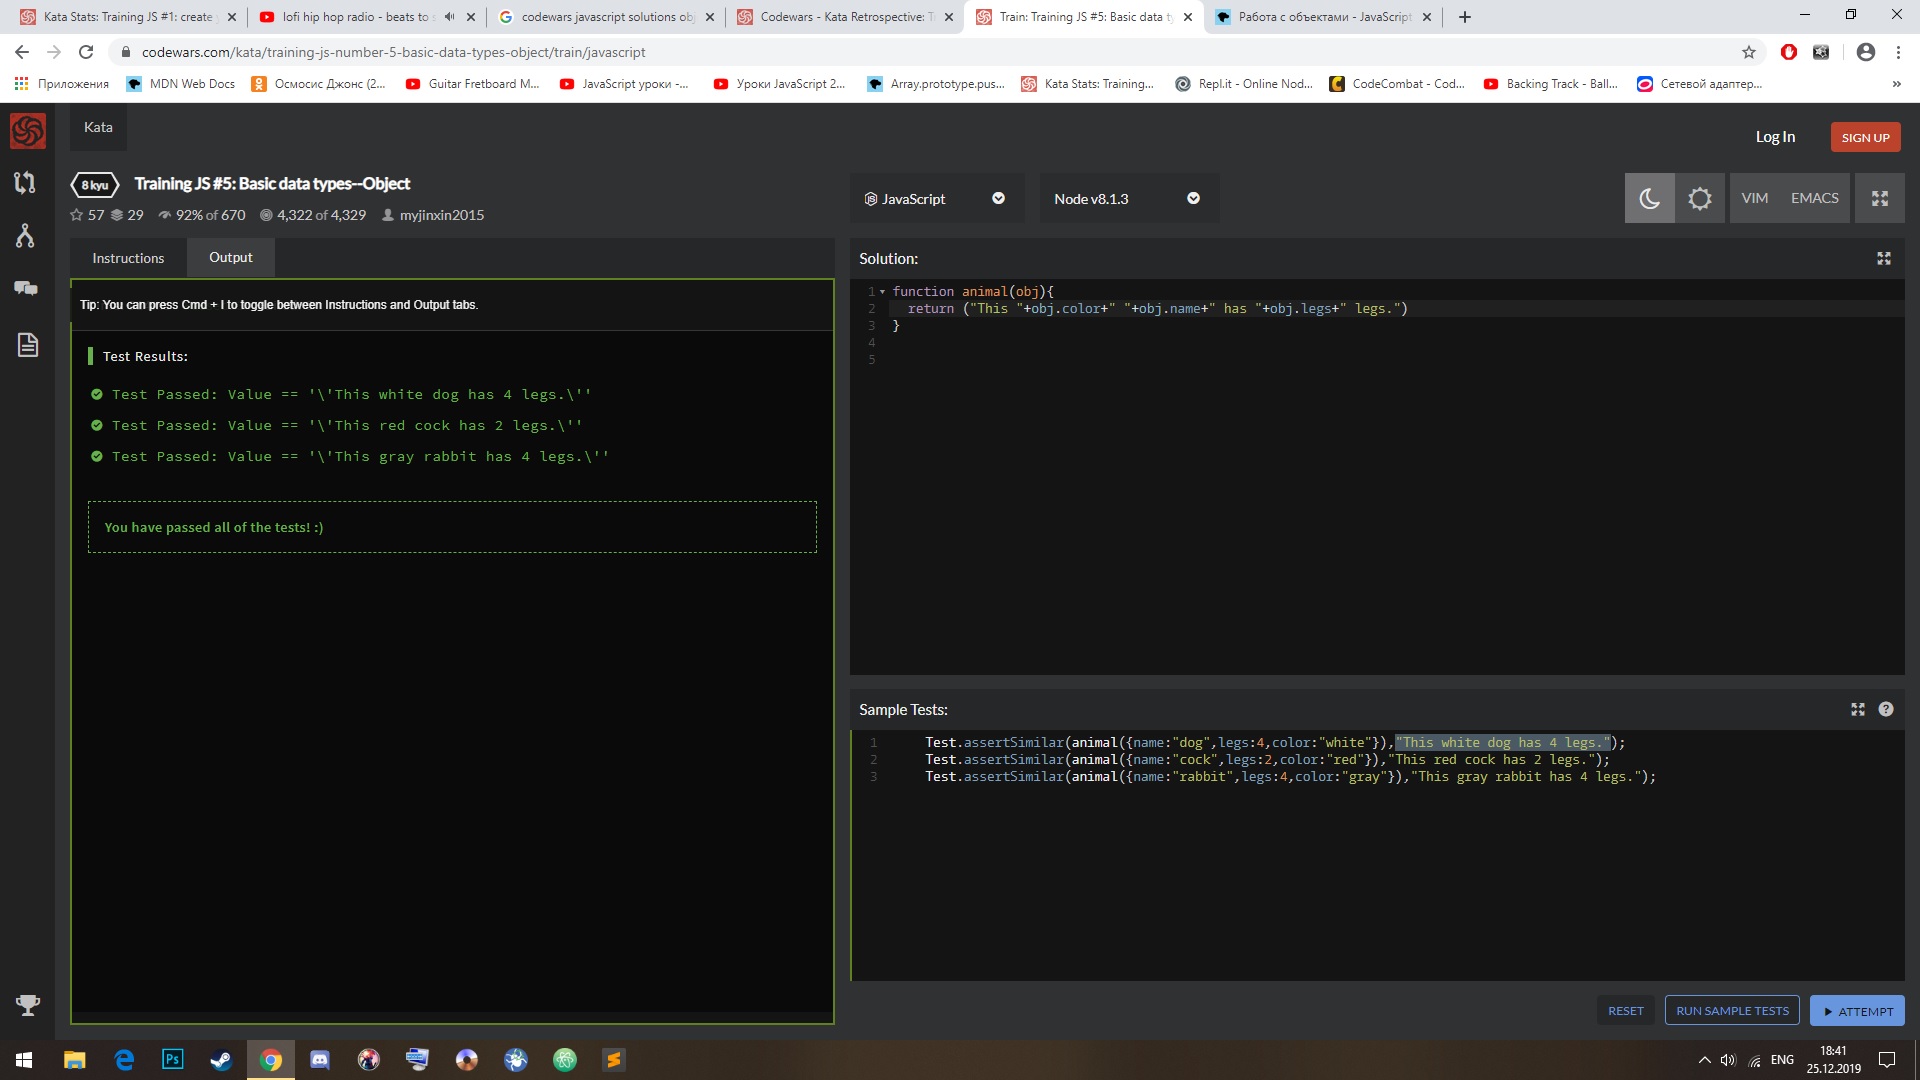 Kata Stats: Training JS #1: create
lofi hip hop radio - beats to s
codewars javascript solutions obj
Codewars - Kata Retrospective: T
Train: Training JS #5: Basic data ty
Работа с объектами - JavaScript
codewars.com/kata/training-js-number-5-basic-data-types-object/train/javascript
Приложения
MDN Web Docs
Осмосис Джонс (2...
Guitar Fretboard M...
JavaScript уроки -...
Уроки JavaScript 2...
Array.prototype.pus...
Kata Stats: Training...
Repl.it - Online Nod...
CodeCombat - Cod...
Backing Track - Ball...
Сетевой адаптер...
»
Kata
Log In
SIGN UP
8 kyu
Training JS #5: Basic data types--Object
57 29 92% of 670 4,322 of 4,329 myjinxin2015
JavaScript
Node v8.1.3
VIM
EMACS
Instructions
Output
Tip: You can press Cmd + I to toggle between Instructions and Output tabs.
Test Results:
Test Passed: Value == '\'This white dog has 4 legs.\''
Test Passed: Value == '\'This red cock has 2 legs.\''
Test Passed: Value == '\'This gray rabbit has 4 legs.\''
You have passed all of the tests! :)
Solution:
1 function animal(obj){
2 return ("This "+obj.color+" "+obj.name+" has "+obj.legs+" legs.")
3 }
4
5
Sample Tests:
1 Test.assertSimilar(animal({name:"dog",legs:4,color:"white"}),"This white dog has 4 legs.");
2 Test.assertSimilar(animal({name:"cock",legs:2,color:"red"}),"This red cock has 2 legs.");
3 Test.assertSimilar(animal({name:"rabbit",legs:4,color:"gray"}),"This gray rabbit has 4 legs.");
RESET
RUN SAMPLE TESTS
ATTEMPT
Ps
ENG
18:41
25.12.2019